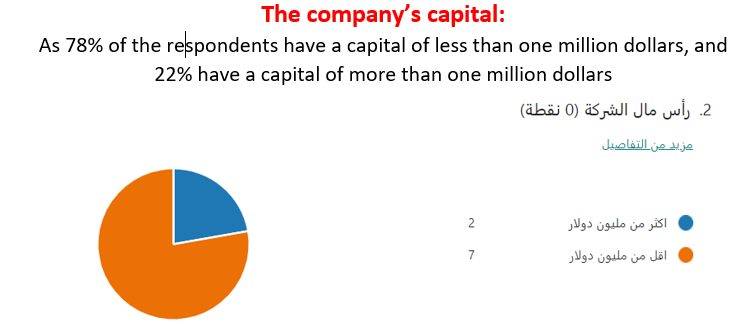 The company’s capital:
As 78% of the respondents have a capital of less than one million dollars, and
22% have a capital of more than one million dollars
2. رأس مال الشركة (0 نقطة)
مزيد من التفاصيل
اكثر من مليون دولار 2
اقل من مليون دولار 7